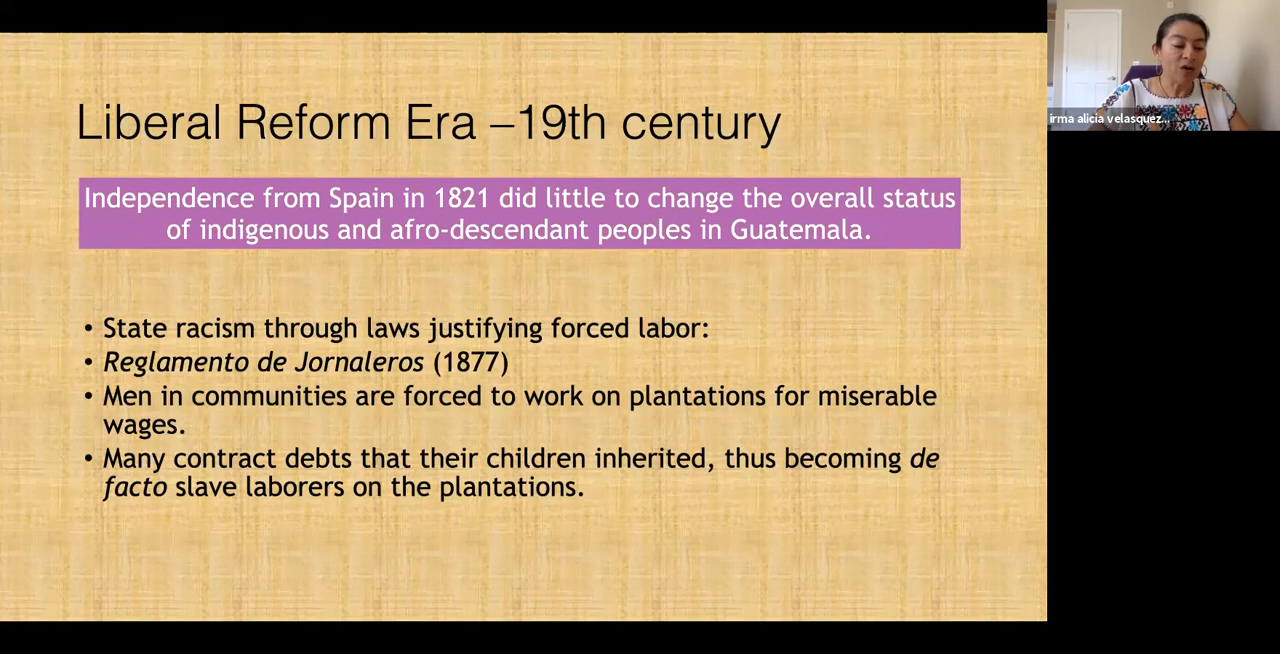 Liberal Reform Era –19th century
Independence from Spain in 1821 did little to change the overall status
of indigenous and afro-descendant peoples in Guatemala.
• State racism through laws justifying forced labor:
• Reglamento de Jornaleros (1877)
• Men in communities are forced to work on plantations for miserable
wages.
• Many contract debts that their children inherited, thus becoming de
facto slave laborers on the plantations.
irma alicia velasquez...